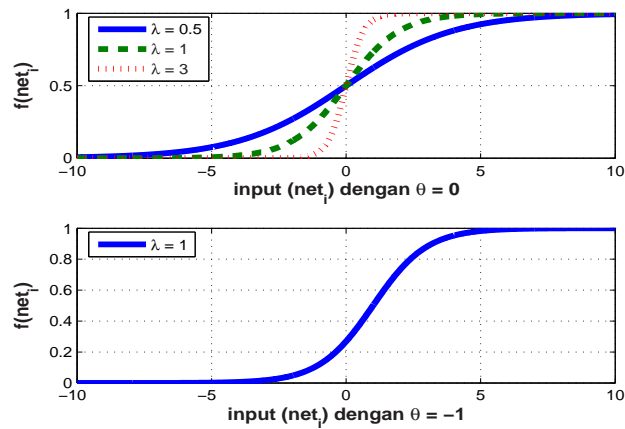 1
0.5
0
f(net_i)
λ = 0.5
λ = 1
λ = 3
−10 −5 0 5 10
input (net_i) dengan θ = 0
1
0.8
0.6
0.4
0.2
0
f(net_i)
λ = 1
−10 −5 0 5 10
input (net_i) dengan θ = −1